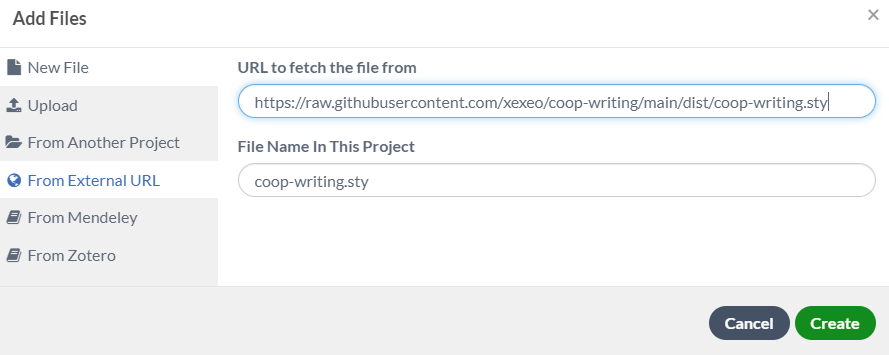 Add Files
×
New File
Upload
From Another Project
From External URL
From Mendeley
From Zotero
URL to fetch the file from
https://raw.githubusercontent.com/xexeo/coop-writing/main/dist/coop-writing.sty
File Name In This Project
coop-writing.sty
Cancel
Create